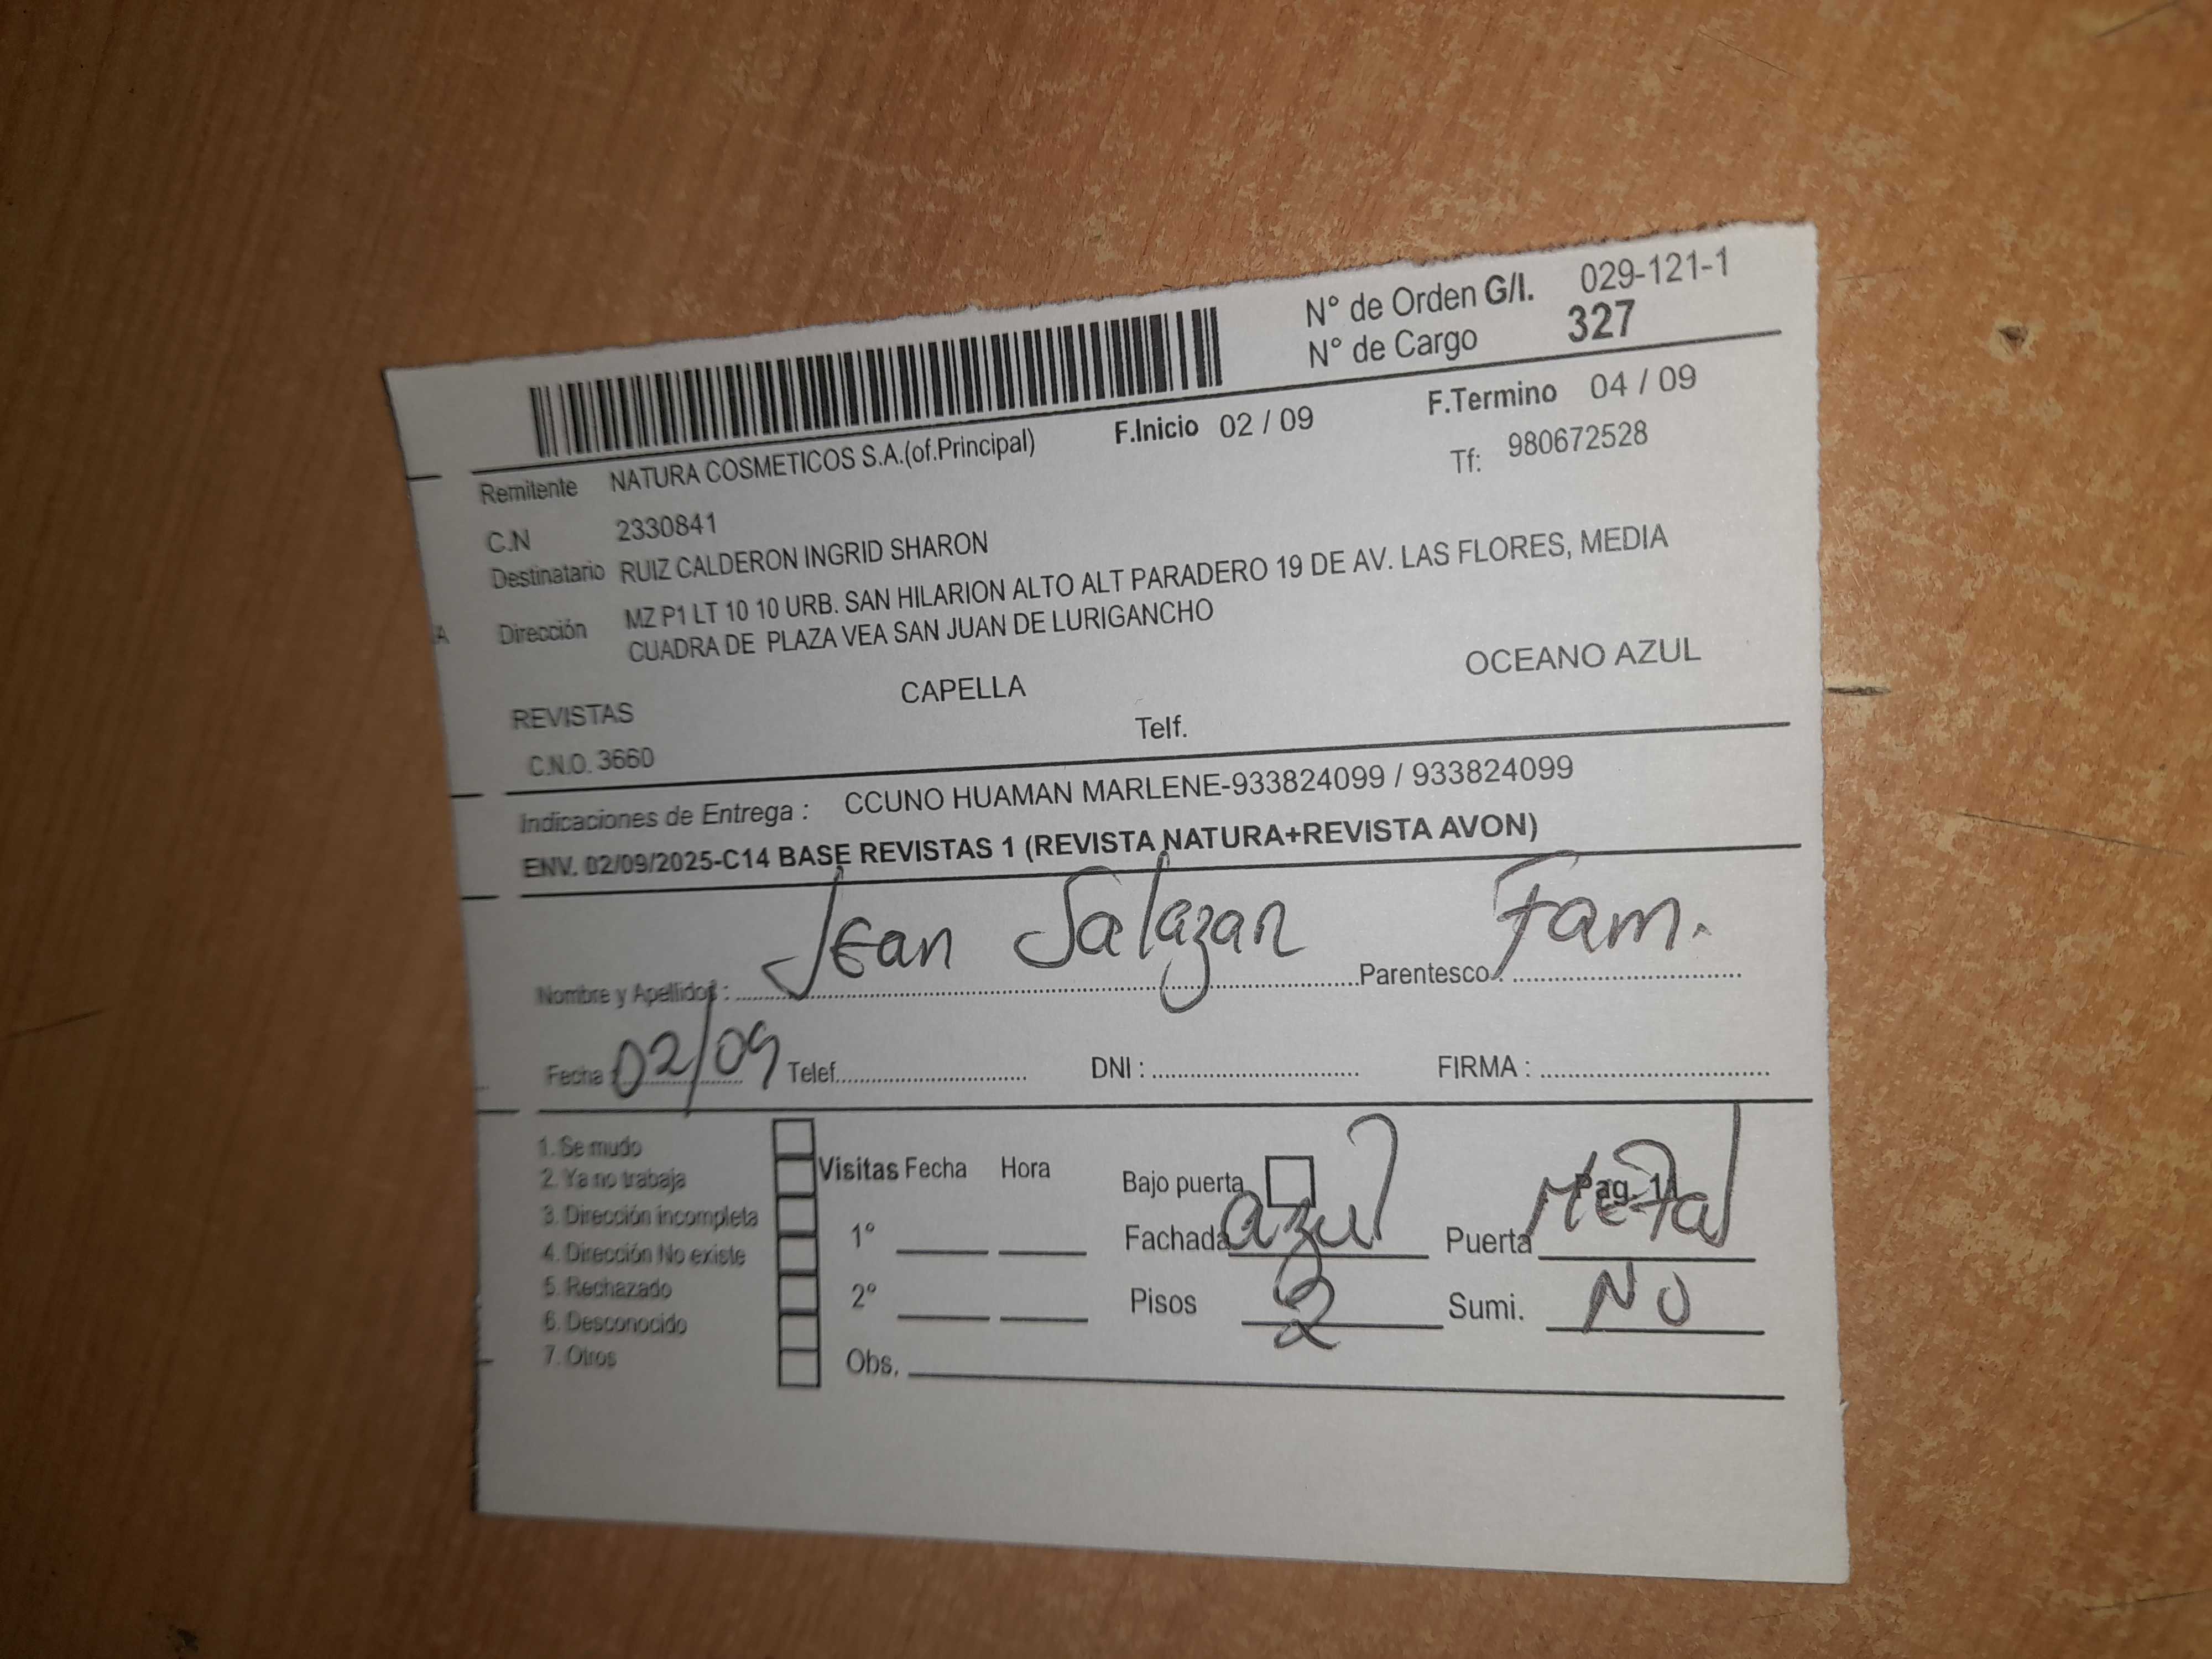 N° de Orden G/I. 029-121-1
N° de Cargo 327
F.Inicio 02 / 09 F.Termino 04 / 09
Remitente NATURA COSMETICOS S.A.(of.Principal) Tf: 980672528
C.N 2330841
Destinatario RUIZ CALDERON INGRID SHARON
A Dirección MZ P1 LT 10 10 URB. SAN HILARION ALTO ALT PARADERO 19 DE AV. LAS FLORES, MEDIA
CUADRA DE PLAZA VEA SAN JUAN DE LURIGANCHO
REVISTAS CAPELLA OCEANO AZUL
C.N.O. 3660 Telf.
Indicaciones de Entrega : CCUNO HUAMAN MARLENE-933824099 / 933824099
ENV. 02/09/2025-C14 BASE REVISTAS 1 (REVISTA NATURA+REVISTA AVON)
Nombre y Apellidos : Jean Salazar Parentesco : Fam.
Fecha : 02/09 Telef. DNI : FIRMA :
1. Se mudo
2. Ya no trabaja
3. Dirección incompleta
4. Dirección No existe
5. Rechazado
6. Desconocido
7. Otros
Visitas Fecha Hora
1°
2°
Obs.
Bajo puerta Pag. 11
Fachada azul Puerta Metal
Pisos 2 Sumi. NO